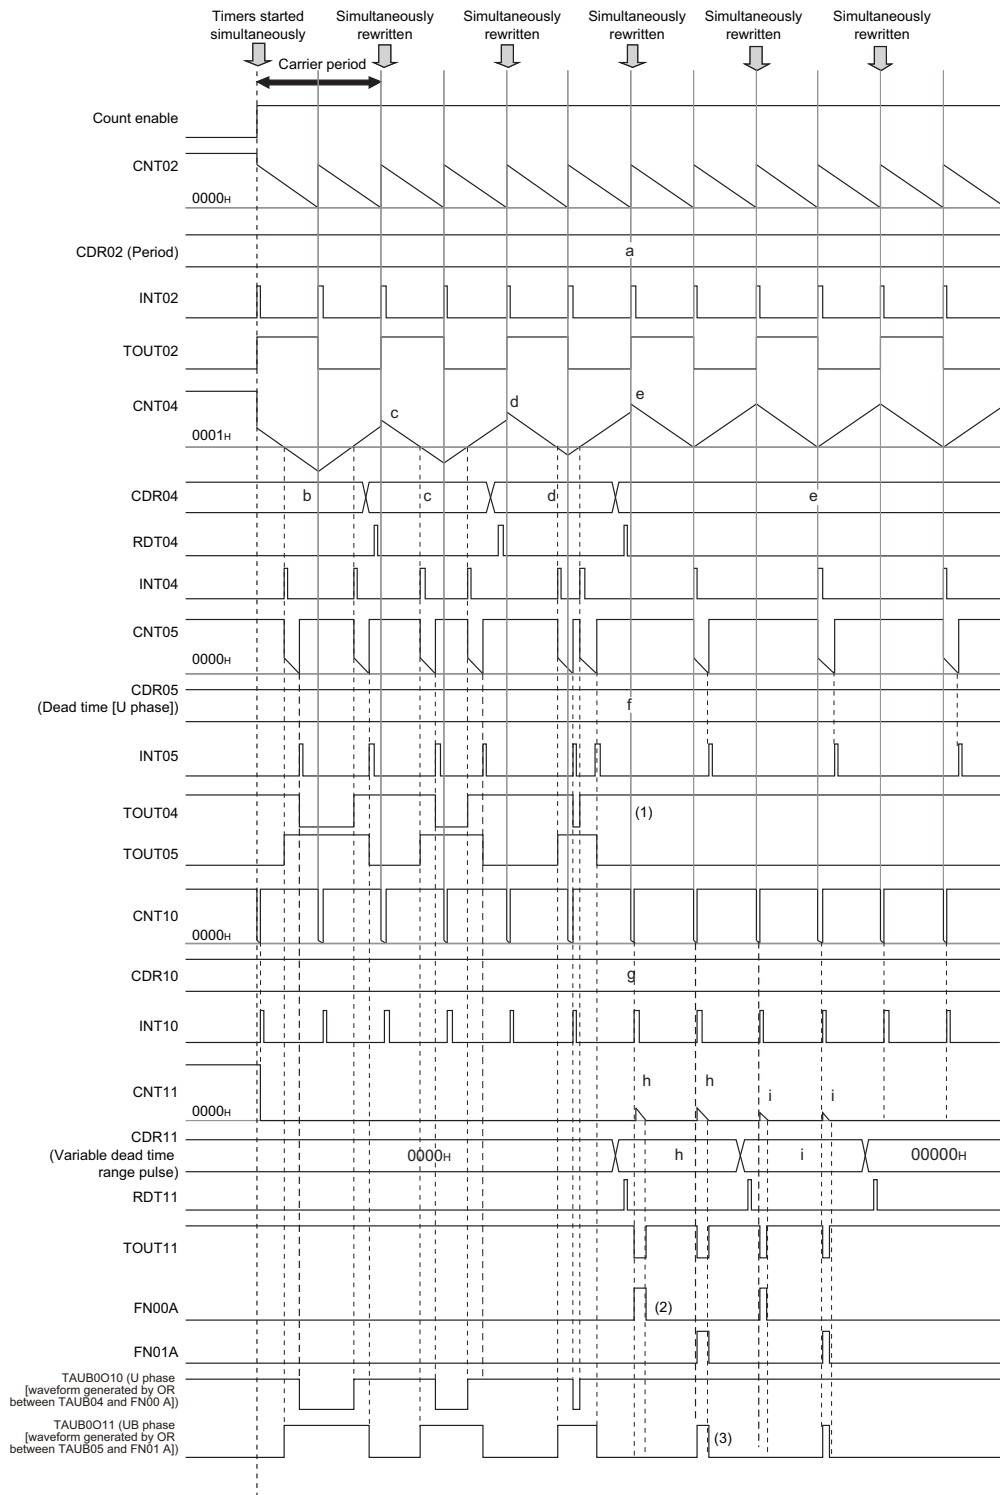 Timers started
simultaneously
Simultaneously
rewritten
Simultaneously
rewritten
Simultaneously
rewritten
Simultaneously
rewritten
Simultaneously
rewritten
Carrier period
Count enable
CNT02
0000H
CDR02 (Period)
a
INT02
TOUT02
CNT04
c
d
e
0001H
CDR04
b
c
d
e
RDT04
INT04
CNT05
0000H
CDR05
(Dead time [U phase])
f
INT05
TOUT04
(1)
TOUT05
CNT10
0000H
CDR10
g
INT10
CNT11
h
h
i
i
0000H
CDR11
(Variable dead time
range pulse)
0000H
h
i
00000H
RDT11
TOUT11
FN00A
(2)
FN01A
TAUB0O10 (U phase
[waveform generated by OR
between TAUB04 and FN00 A])
TAUB0O11 (UB phase
[waveform generated by OR
between TAUB05 and FN01 A])
(3)